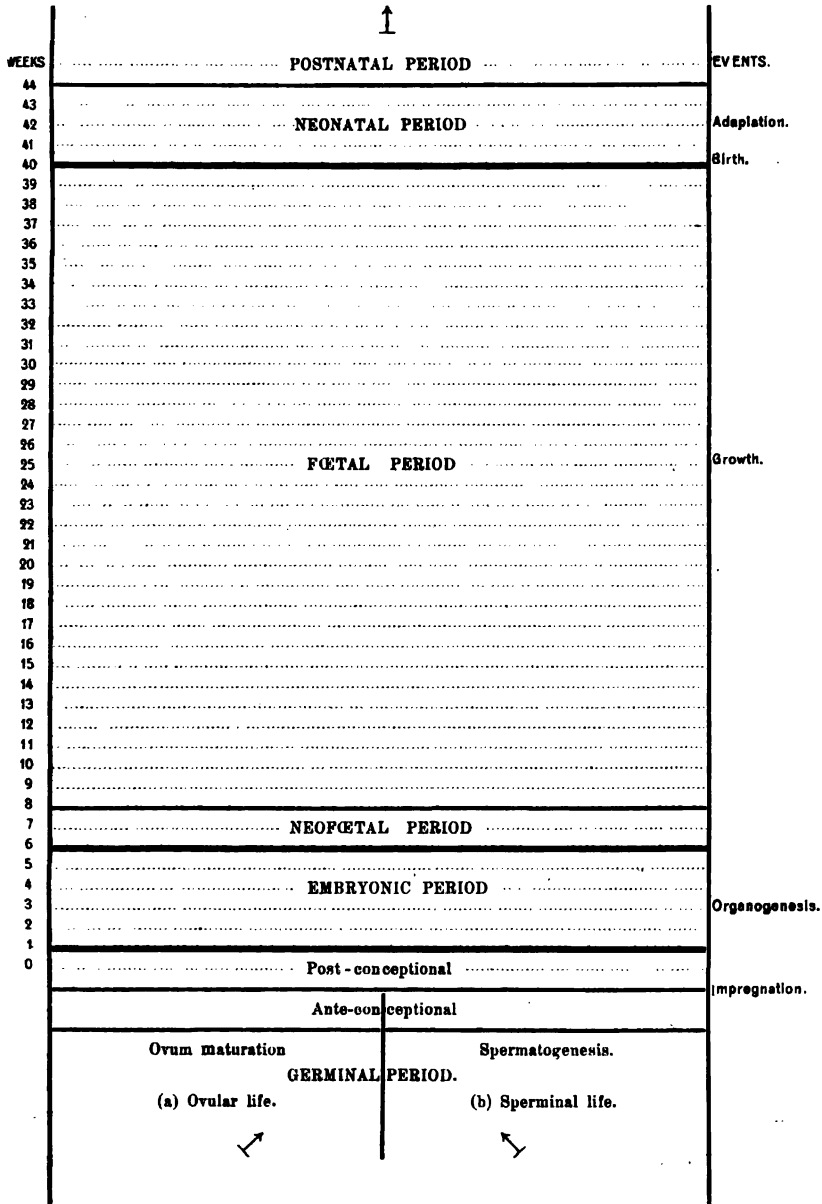 WEEKS POSTNATAL PERIOD EVENTS.
44
43
42 NEONATAL PERIOD Adaptation.
41
40 Birth.
39
38
37
36
35
34
33
32
31
30
29
28
27
26
25 FŒTAL PERIOD Growth.
24
23
22
21
20
19
18
17
16
15
14
13
12
11
10
9
8
7 NEOFŒTAL PERIOD
6
5
4 EMBRYONIC PERIOD
3 Organogenesis.
2
1
0 Post-conceptional
Impregnation.
Ante-conceptional
Ovum maturation Spermatogenesis.
GERMINAL PERIOD.
(a) Ovular life. (b) Sperminal life.